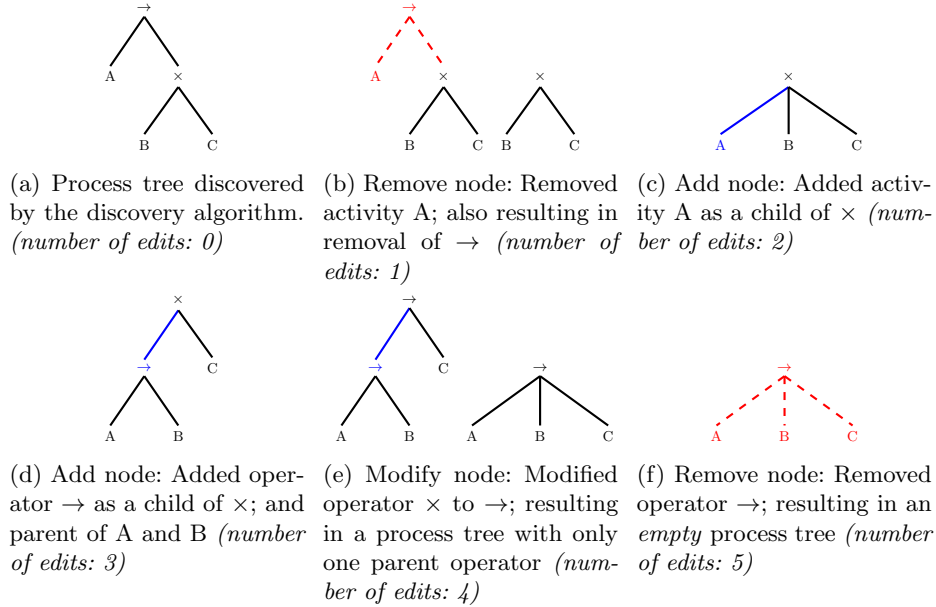 → → 
A × A × × ×
B C B C B C A B C
(a) Process tree discovered
by the discovery algorithm.
(number of edits: 0)
(b) Remove node: Removed
activity A; also resulting in
removal of → (number of
edits: 1)
(c) Add node: Added activ-
ity A as a child of × (num-
ber of edits: 2)
× →
→ C → C → →
A B A B A B C A B C
(d) Add node: Added oper-
ator → as a child of ×; and
parent of A and B (number
of edits: 3)
(e) Modify node: Modified
operator × to →; resulting
in a process tree with only
one parent operator (num-
ber of edits: 4)
(f) Remove node: Removed
operator →; resulting in an
empty process tree (number
of edits: 5)